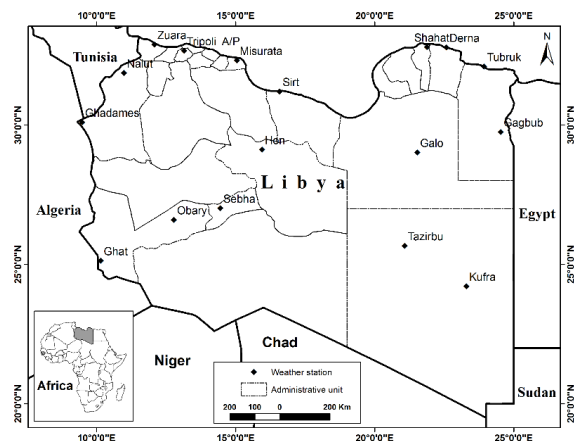 10°0'0"E 15°0'0"E 20°0'0"E 25°0'0"E
Zuara
Tripoli A/P
Misurata
Shahat Derna
Tubruk
N
Tunisia
Nalut
Sirt
Ghadames
Gagbub
30°0'0"N
30°0'0"N
Hon
Galo
Libya
Algeria
Egypt
Obary
Sebha
Tazirbu
Ghat
25°0'0"N
25°0'0"N
Kufra
Niger
Chad
Africa
Weather station
Administrative unit
200 100 0 200 Km
Sudan
20°0'0"N
20°0'0"N
10°0'0"E 15°0'0"E 20°0'0"E 25°0'0"E